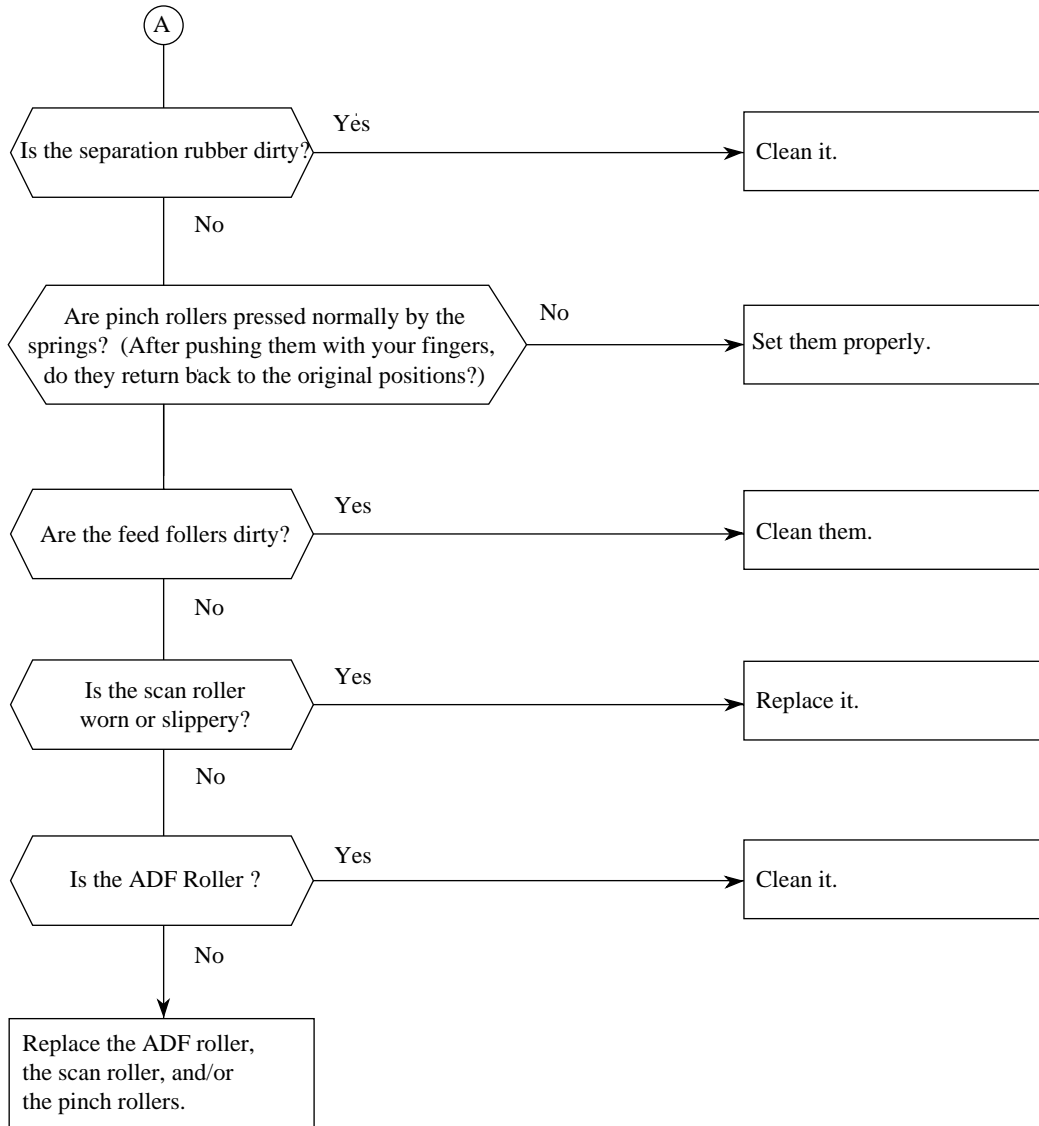 A
Yes
Is the separation rubber dirty?
Clean it.
No
Are pinch rollers pressed normally by the
springs? (After pushing them with your fingers,
do they return back to the original positions?)
No
Set them properly.
Yes
Are the feed follers dirty?
Clean them.
No
Is the scan roller
worn or slippery?
Yes
Replace it.
No
Is the ADF Roller ?
Yes
Clean it.
No
Replace the ADF roller,
the scan roller, and/or
the pinch rollers.